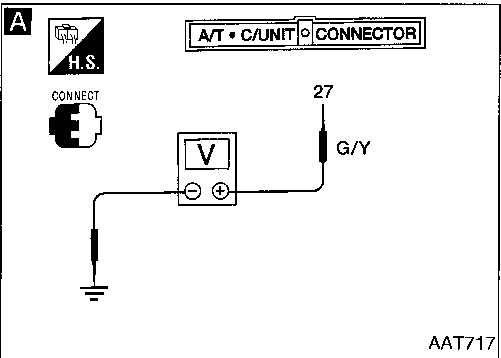 A
H.S.
CONNECT
A/T • C/UNIT CONNECTOR
27
G/Y
V
− +
AAT717